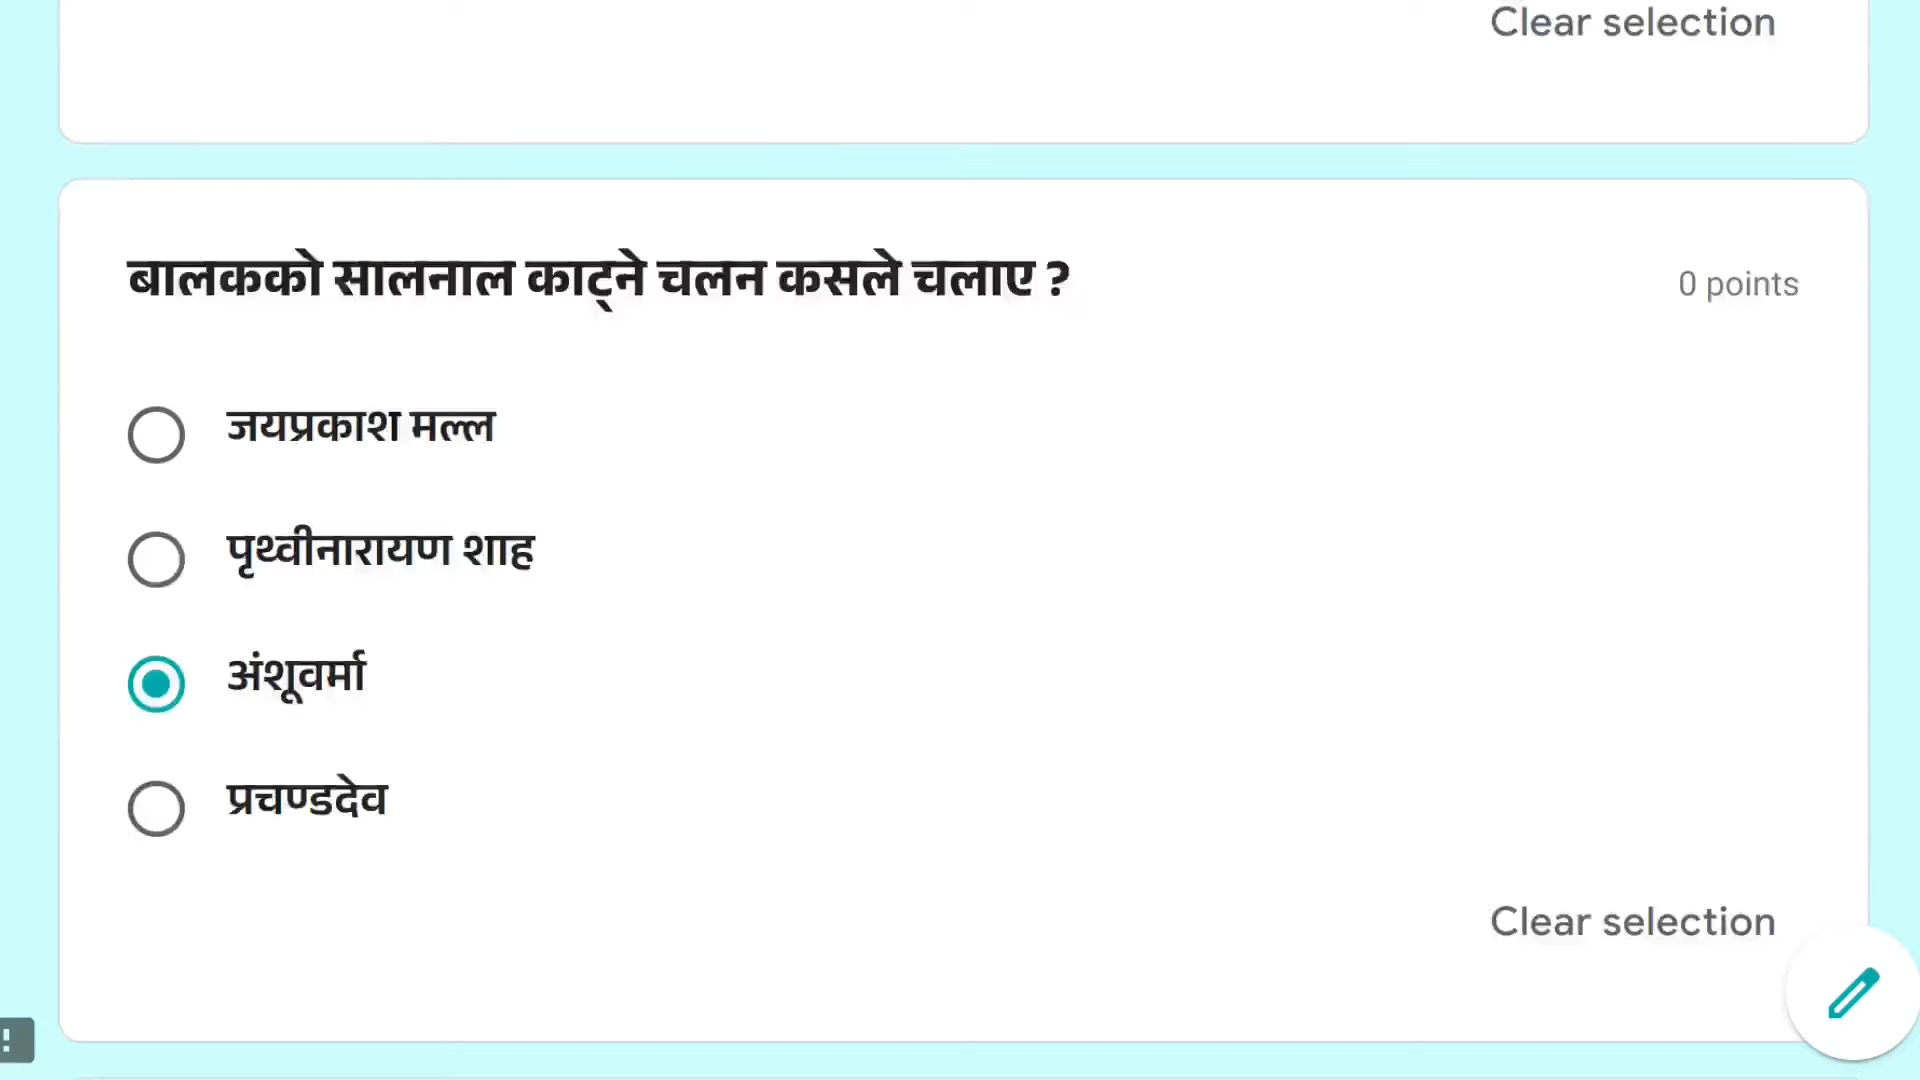 Clear selection
बालकको सालनाल काट्ने चलन कसले चलाए ?
0 points
जयप्रकाश मल्ल
पृथ्वीनारायण शाह
अंशूवर्मा
प्रचण्डदेव
Clear selection
!